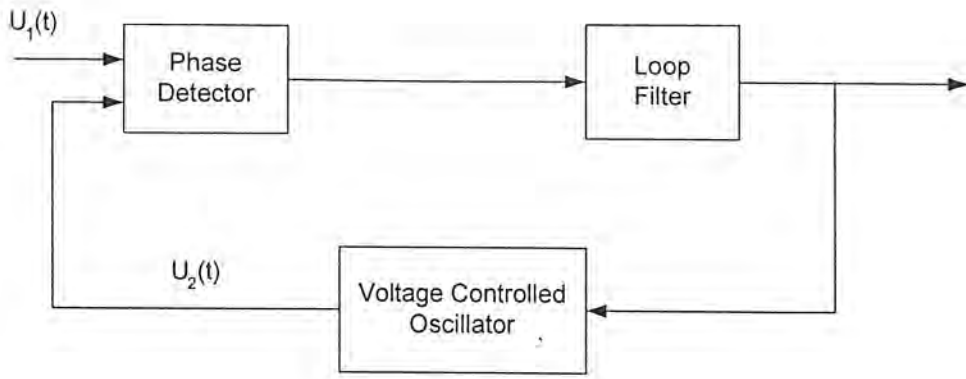 U₁(t)
Phase
Detector
Loop
Filter
U₂(t)
Voltage Controlled
Oscillator